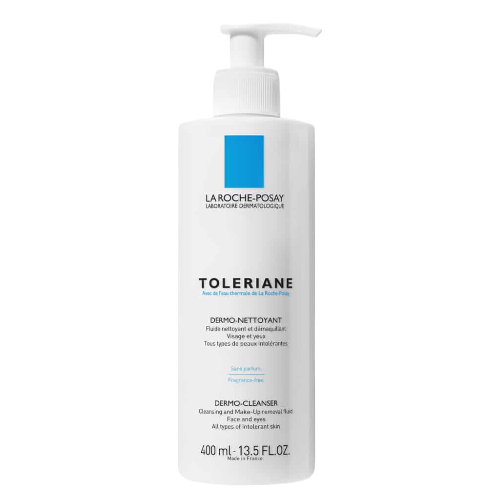 LA ROCHE-POSAY
LABORATOIRE DERMATOLOGIQUE
TOLERIANE
Avec de l'eau thermale de La Roche-Posay
DERMO-NETTOYANT
Fluide nettoyant et démaquillant
Visage et yeux
Tous types de peaux intolérantes
Sans parfum
Fragrance-free
DERMO-CLEANSER
Cleansing and Make-Up removal fluid
Face and eyes
All types of intolerant skin
400 ml - 13.5 FL.OZ.
Made in France